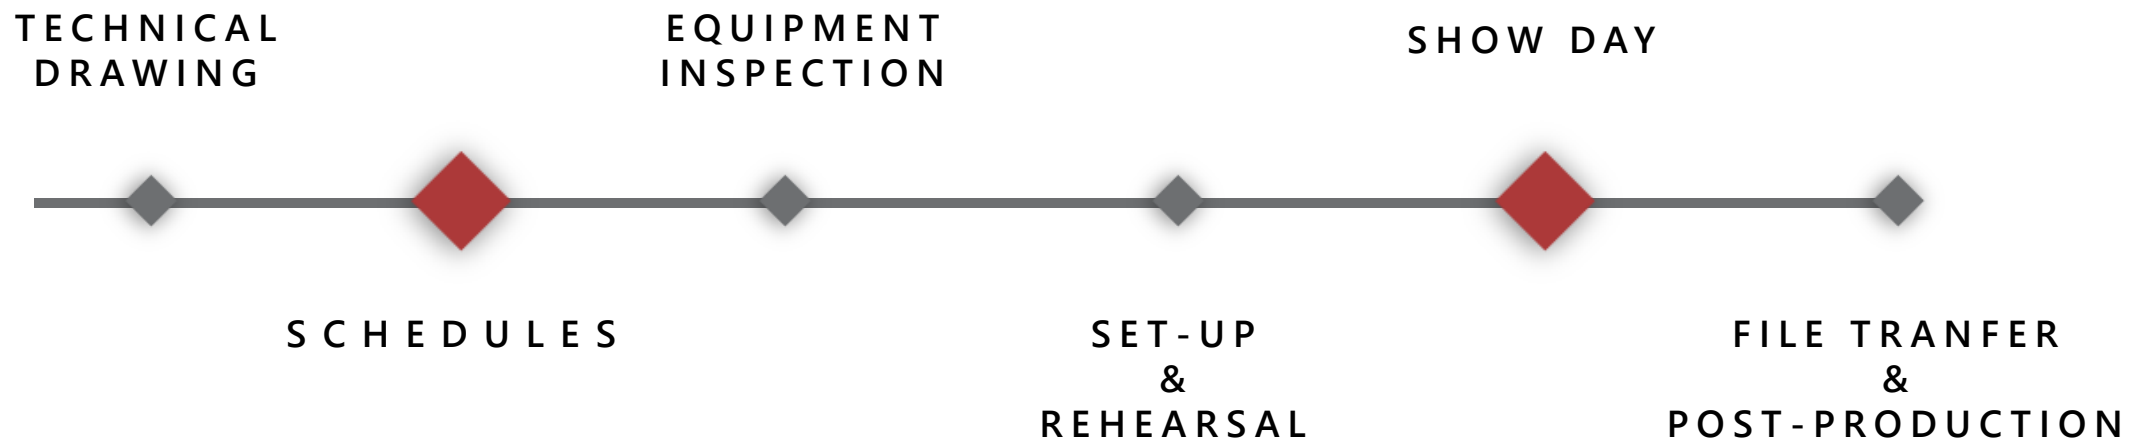 TECHNICAL
DRAWING
SCHEDULES
EQUIPMENT
INSPECTION
SET-UP
&
REHEARSAL
SHOW DAY
FILE TRANFER
&
POST-PRODUCTION